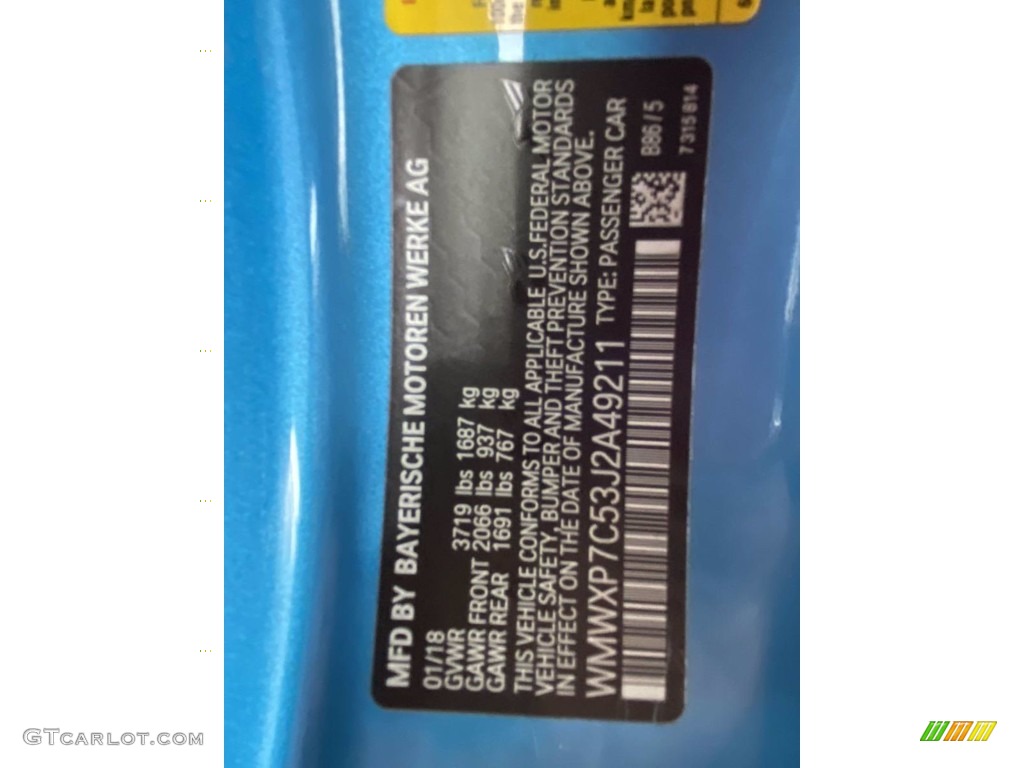 MFD BY BAYERISCHE MOTOREN WERKE AG
01/18
GVWR 3719 lbs 1687 kg
GAWR FRONT 2066 lbs 937 kg
GAWR REAR 1691 lbs 767 kg
THIS VEHICLE CONFORMS TO ALL APPLICABLE U.S.FEDERAL MOTOR
VEHICLE SAFETY, BUMPER AND THEFT PREVENTION STANDARDS
IN EFFECT ON THE DATE OF MANUFACTURE SHOWN ABOVE.
WMWXP7C53J2A49211 TYPE: PASSENGER CAR
B86/5
7315814
GTCARLOT.COM